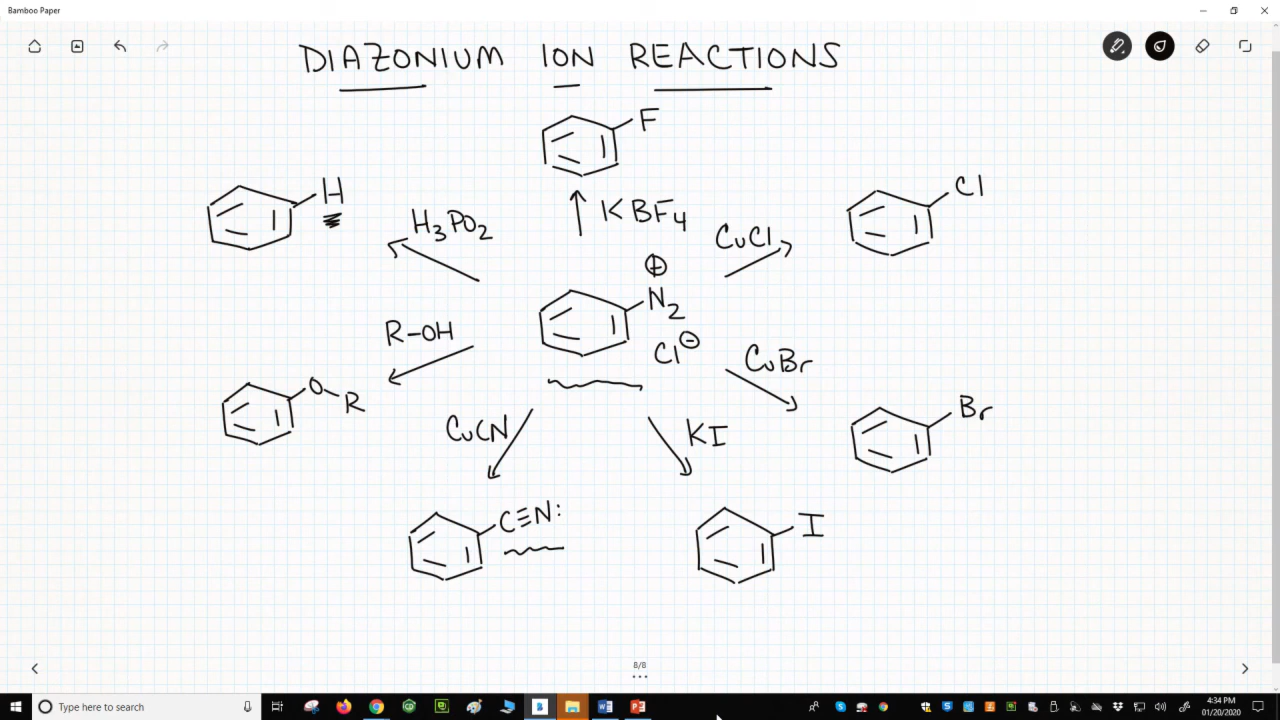 Bamboo Paper
DIAZONIUM ION REACTIONS
F
H
H3PO2
KBF4
CuCl
Cl
⊕
N2
Cl⊖
R-OH
O
R
CuBr
Br
CuCN
KI
C≡N:
I
8/8
Type here to search
4:34 PM
01/20/2020